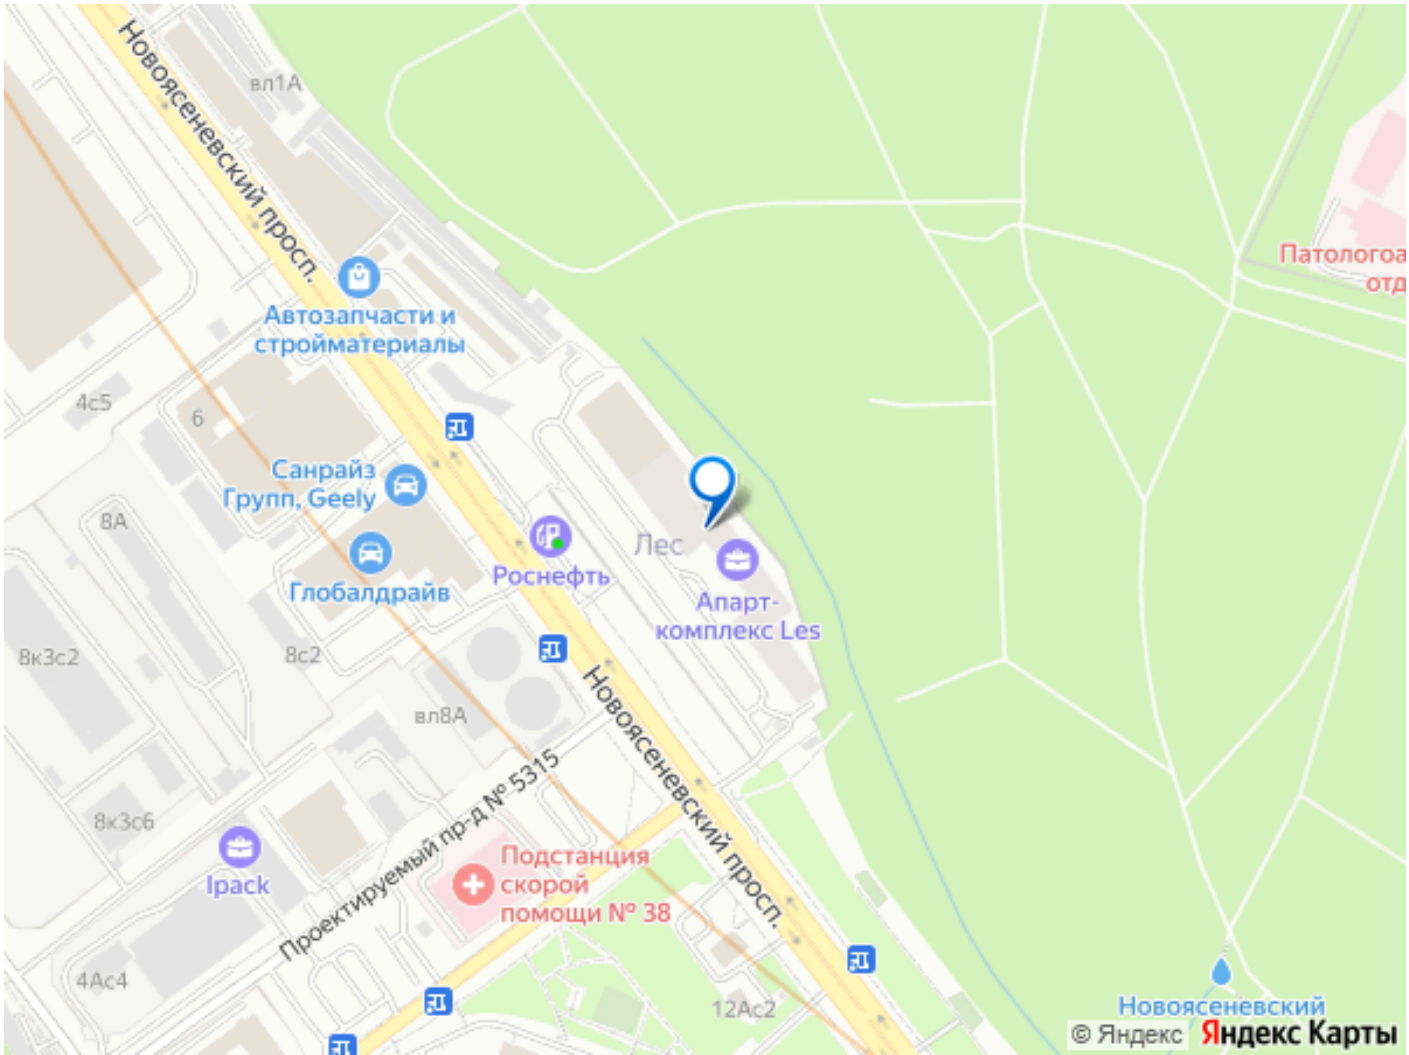 Новоясеневский просп.
вл1А
Патологоа
отд
Автозапчасти и
стройматериалы
4с5
6
Санрайз
Групп, Geely
8А
Лес
Роснефть
Глобалдрайв
Апарт-
комплекс Les
8к3с2
8с2
вл8А
Новоясеневский просп.
Проектируемый пр-д № 5315
8к3с6
Ipack
Подстанция
скорой
помощи № 38
4Ас4
12Ас2
Новоясеневский
© Яндекс Яндекс Карты